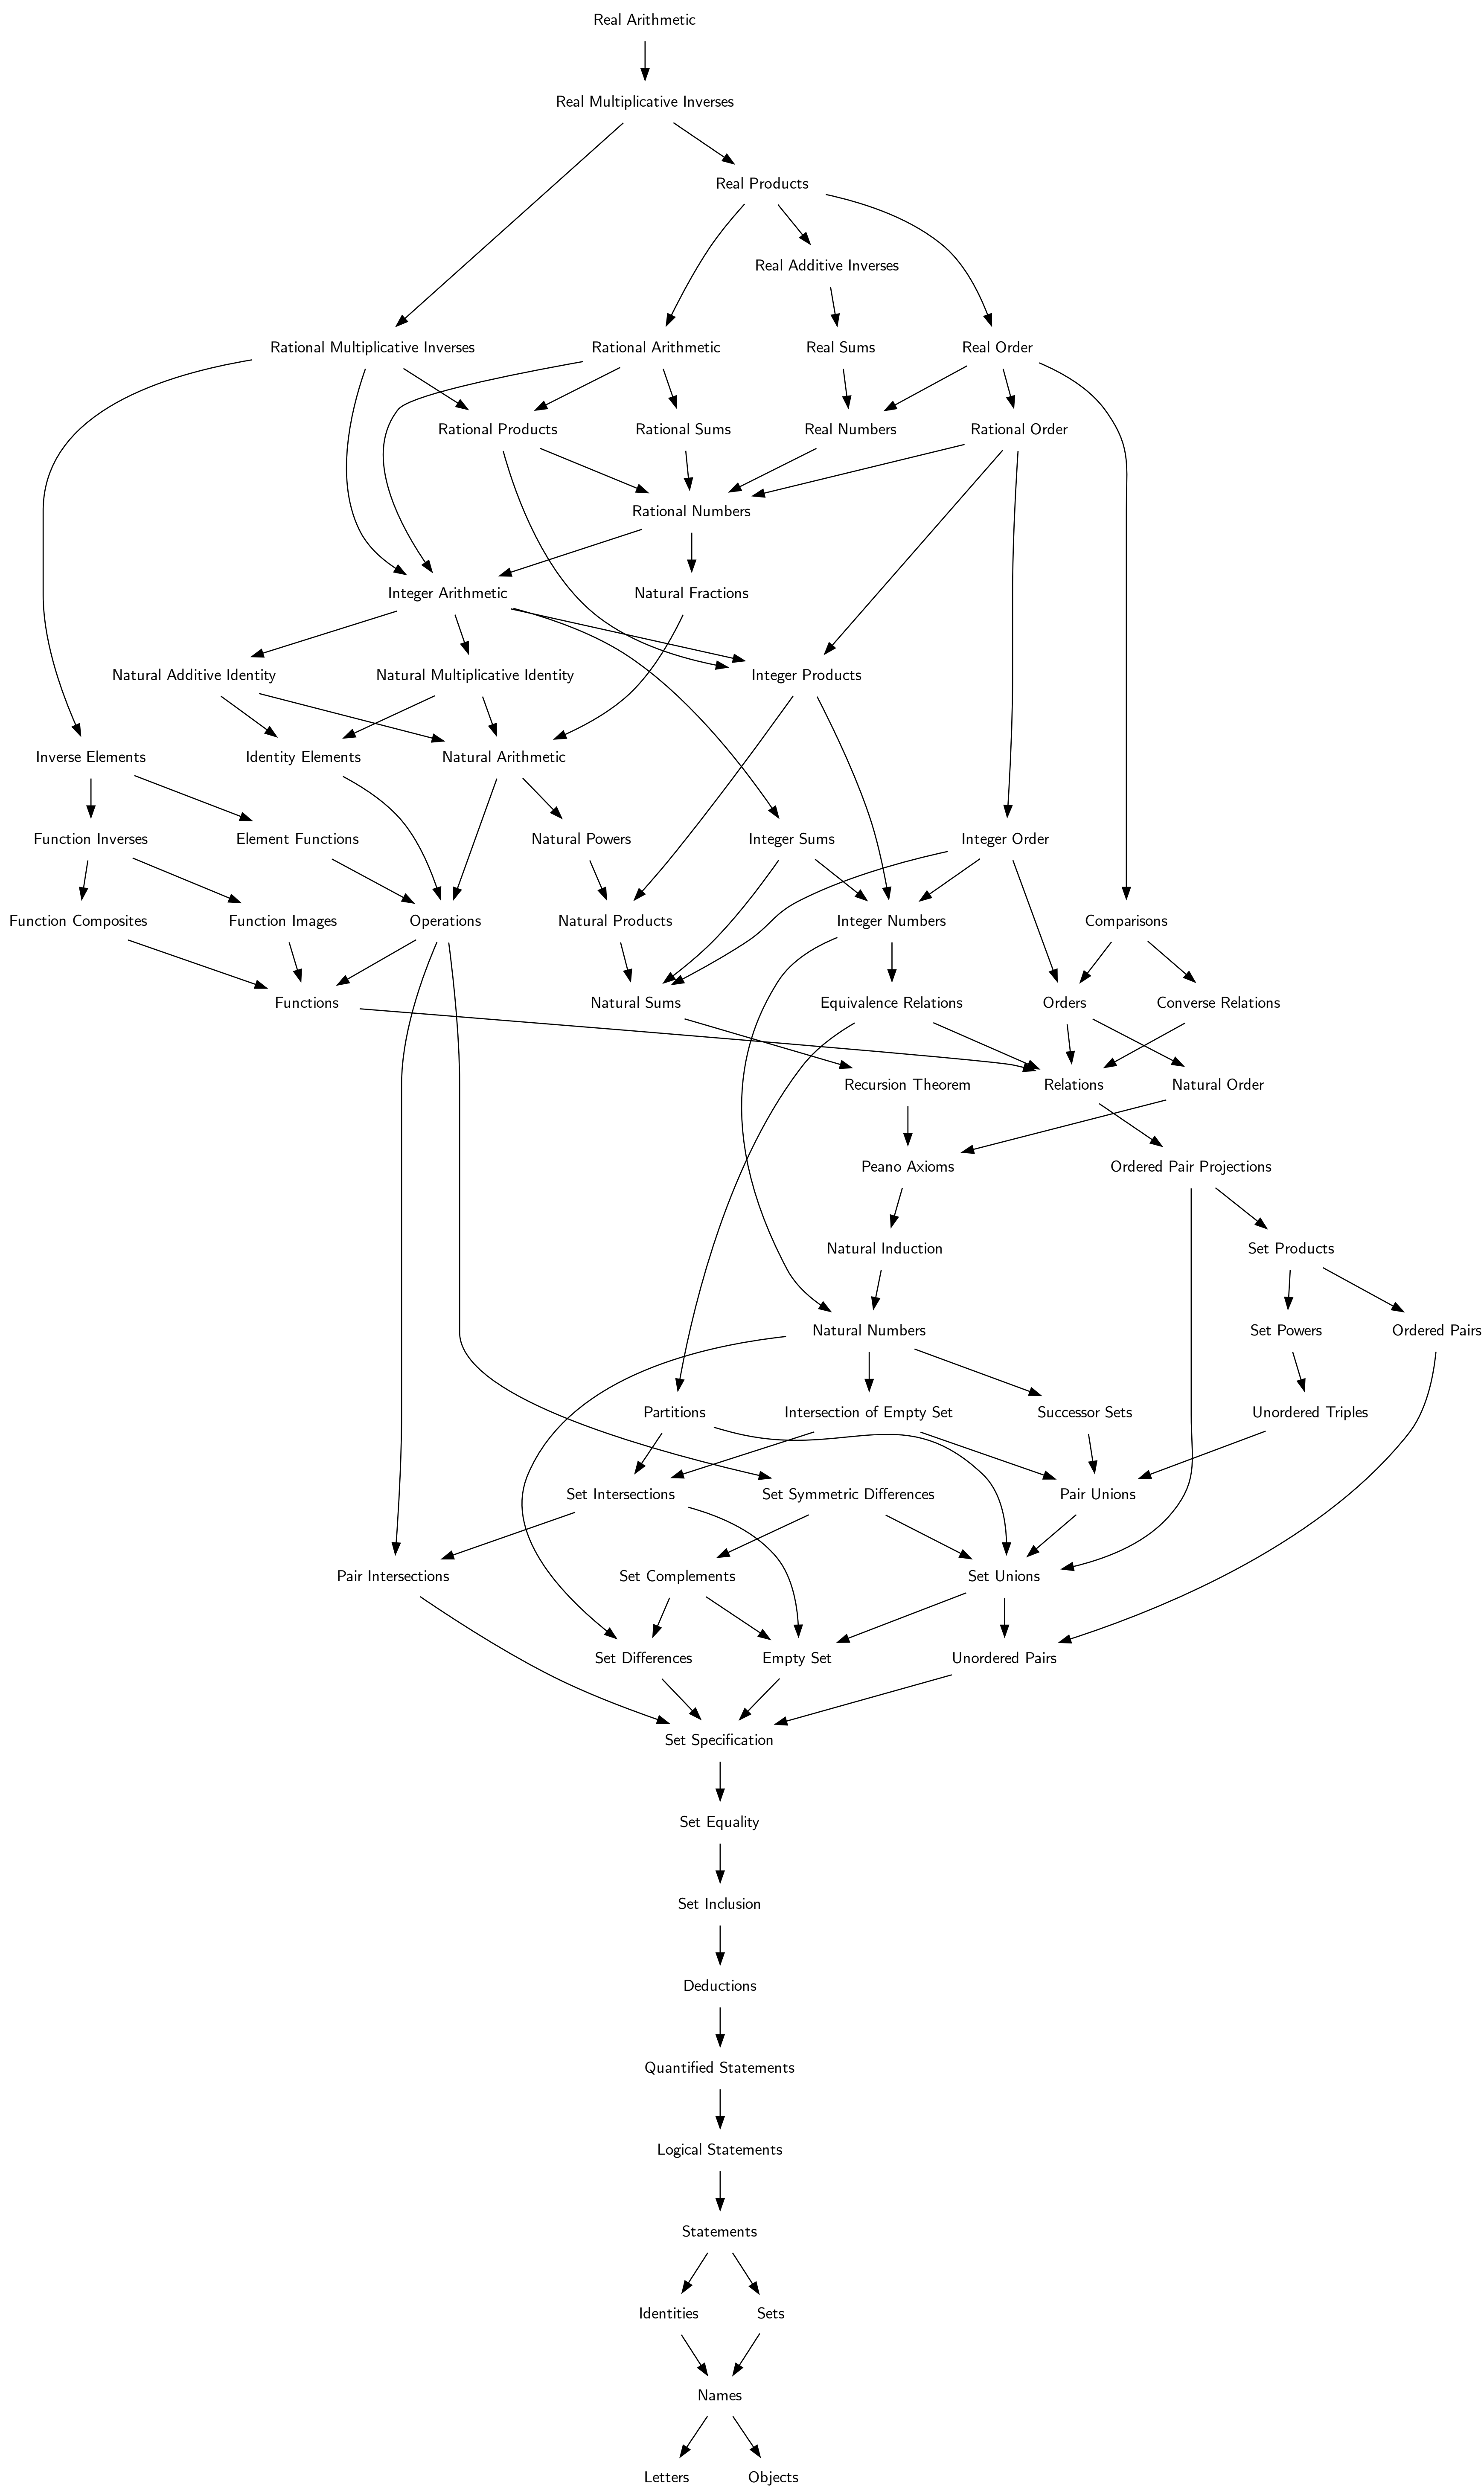 Real Arithmetic
Real Multiplicative Inverses
Real Products
Real Additive Inverses
Rational Multiplicative Inverses
Rational Arithmetic
Real Sums
Real Order
Rational Products
Rational Sums
Real Numbers
Rational Order
Rational Numbers
Integer Arithmetic
Natural Fractions
Natural Additive Identity
Natural Multiplicative Identity
Integer Products
Inverse Elements
Identity Elements
Natural Arithmetic
Function Inverses
Element Functions
Natural Powers
Integer Sums
Integer Order
Function Composites
Function Images
Operations
Natural Products
Integer Numbers
Comparisons
Functions
Natural Sums
Equivalence Relations
Orders
Converse Relations
Recursion Theorem
Relations
Natural Order
Peano Axioms
Ordered Pair Projections
Natural Induction
Set Products
Natural Numbers
Set Powers
Ordered Pairs
Partitions
Intersection of Empty Set
Successor Sets
Unordered Triples
Set Intersections
Set Symmetric Differences
Pair Unions
Pair Intersections
Set Complements
Set Unions
Set Differences
Empty Set
Unordered Pairs
Set Specification
Set Equality
Set Inclusion
Deductions
Quantified Statements
Logical Statements
Statements
Identities
Sets
Names
Letters
Objects